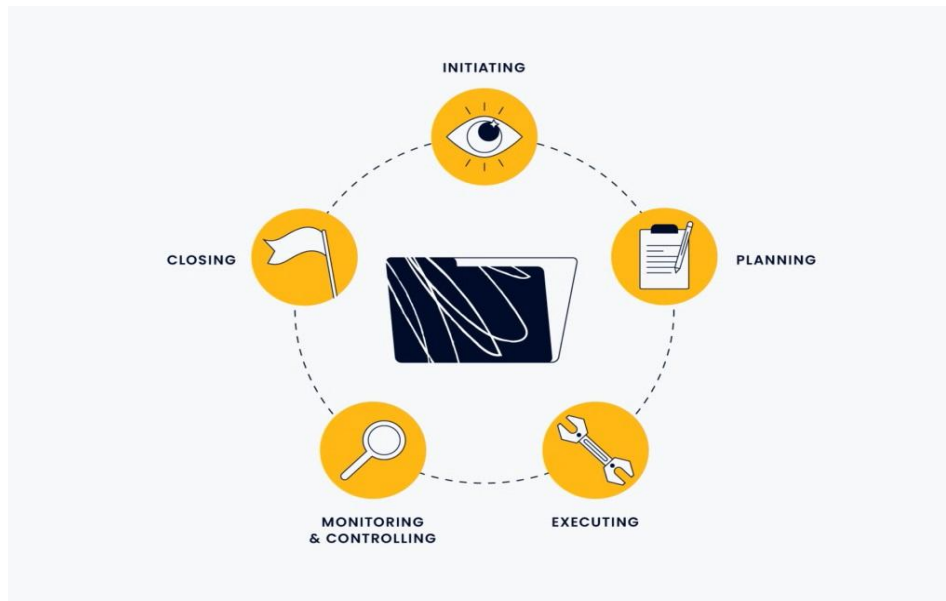 INITIATING
PLANNING
EXECUTING
MONITORING
& CONTROLLING
CLOSING